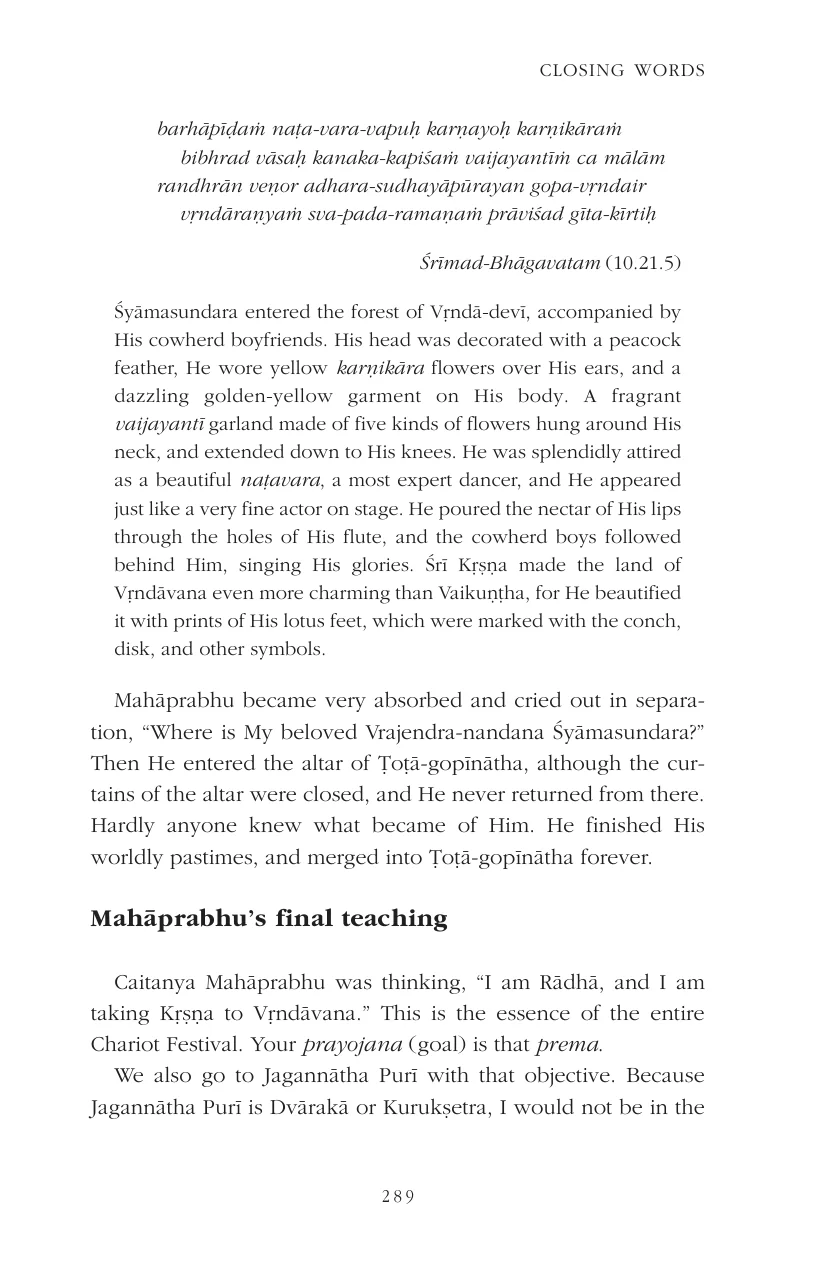 CLOSING WORDS
barhāpīḍaṁ naṭa-vara-vapuḥ karṇayoḥ karṇikāraṁ
bibhrad vāsaḥ kanaka-kapiśaṁ vaijayantīṁ ca mālām
randhrān veṇor adhara-sudhayāpūrayan gopa-vṛndair
vṛndāraṇyaṁ sva-pada-ramaṇaṁ prāviśad gīta-kīrtiḥ
Śrīmad-Bhāgavatam (10.21.5)
Śyāmasundara entered the forest of Vṛndā-devī, accompanied by
His cowherd boyfriends. His head was decorated with a peacock
feather, He wore yellow karṇikāra flowers over His ears, and a
dazzling golden-yellow garment on His body. A fragrant
vaijayantī garland made of five kinds of flowers hung around His
neck, and extended down to His knees. He was splendidly attired
as a beautiful naṭavara, a most expert dancer, and He appeared
just like a very fine actor on stage. He poured the nectar of His lips
through the holes of His flute, and the cowherd boys followed
behind Him, singing His glories. Śrī Kṛṣṇa made the land of
Vṛndāvana even more charming than Vaikuṇṭha, for He beautified
it with prints of His lotus feet, which were marked with the conch,
disk, and other symbols.
Mahāprabhu became very absorbed and cried out in separa-
tion, “Where is My beloved Vrajendra-nandana Śyāmasundara?”
Then He entered the altar of Ṭoṭā-gopīnātha, although the cur-
tains of the altar were closed, and He never returned from there.
Hardly anyone knew what became of Him. He finished His
worldly pastimes, and merged into Ṭoṭā-gopīnātha forever.
Mahāprabhu’s final teaching
Caitanya Mahāprabhu was thinking, “I am Rādhā, and I am
taking Kṛṣṇa to Vṛndāvana.” This is the essence of the entire
Chariot Festival. Your prayojana (goal) is that prema.
We also go to Jagannātha Purī with that objective. Because
Jagannātha Purī is Dvārakā or Kurukṣetra, I would not be in the
289